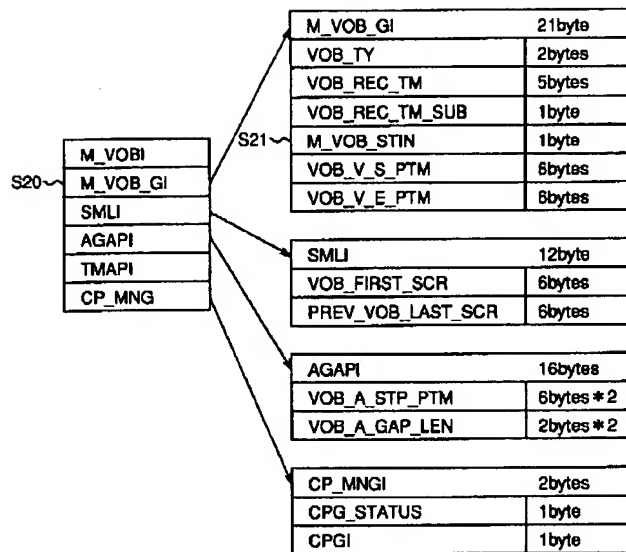 M_VOB_GI 21byte
VOB_TY 2bytes
VOB_REC_TM 5bytes
VOB_REC_TM_SUB 1byte
S21 M_VOB_STIN 1byte
VOB_V_S_PTM 6bytes
VOB_V_E_PTM 6bytes
M_VOBI
S20 M_VOB_GI
SMLI
AGAPI
TMAPI
CP_MNG
SMLI 12byte
VOB_FIRST_SCR 6bytes
PREV_VOB_LAST_SCR 6bytes
AGAPI 16bytes
VOB_A_STP_PTM 6bytes*2
VOB_A_GAP_LEN 2bytes*2
CP_MNGI 2bytes
CPG_STATUS 1byte
CPGI 1byte